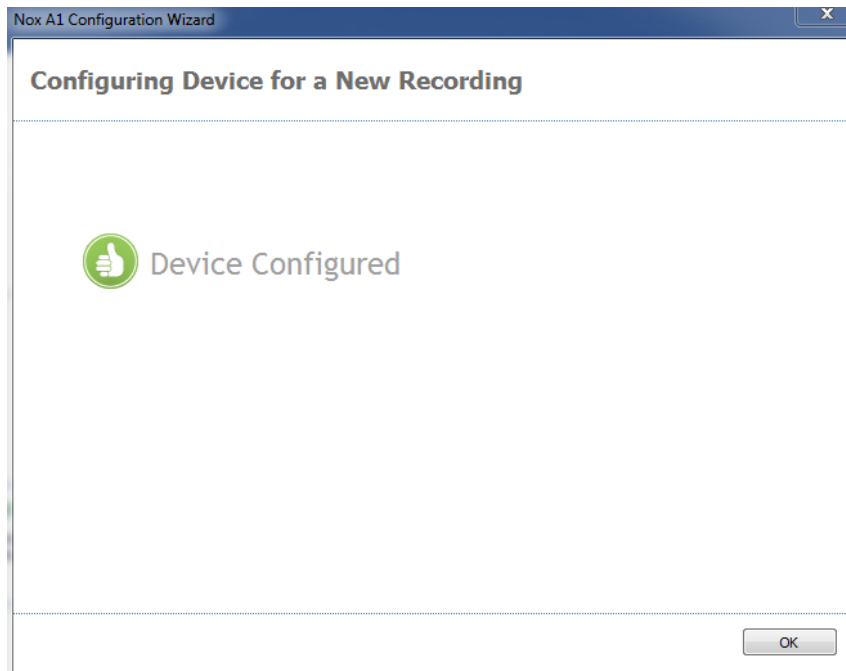 Nox A1 Configuration Wizard
Configuring Device for a New Recording
Device Configured
OK